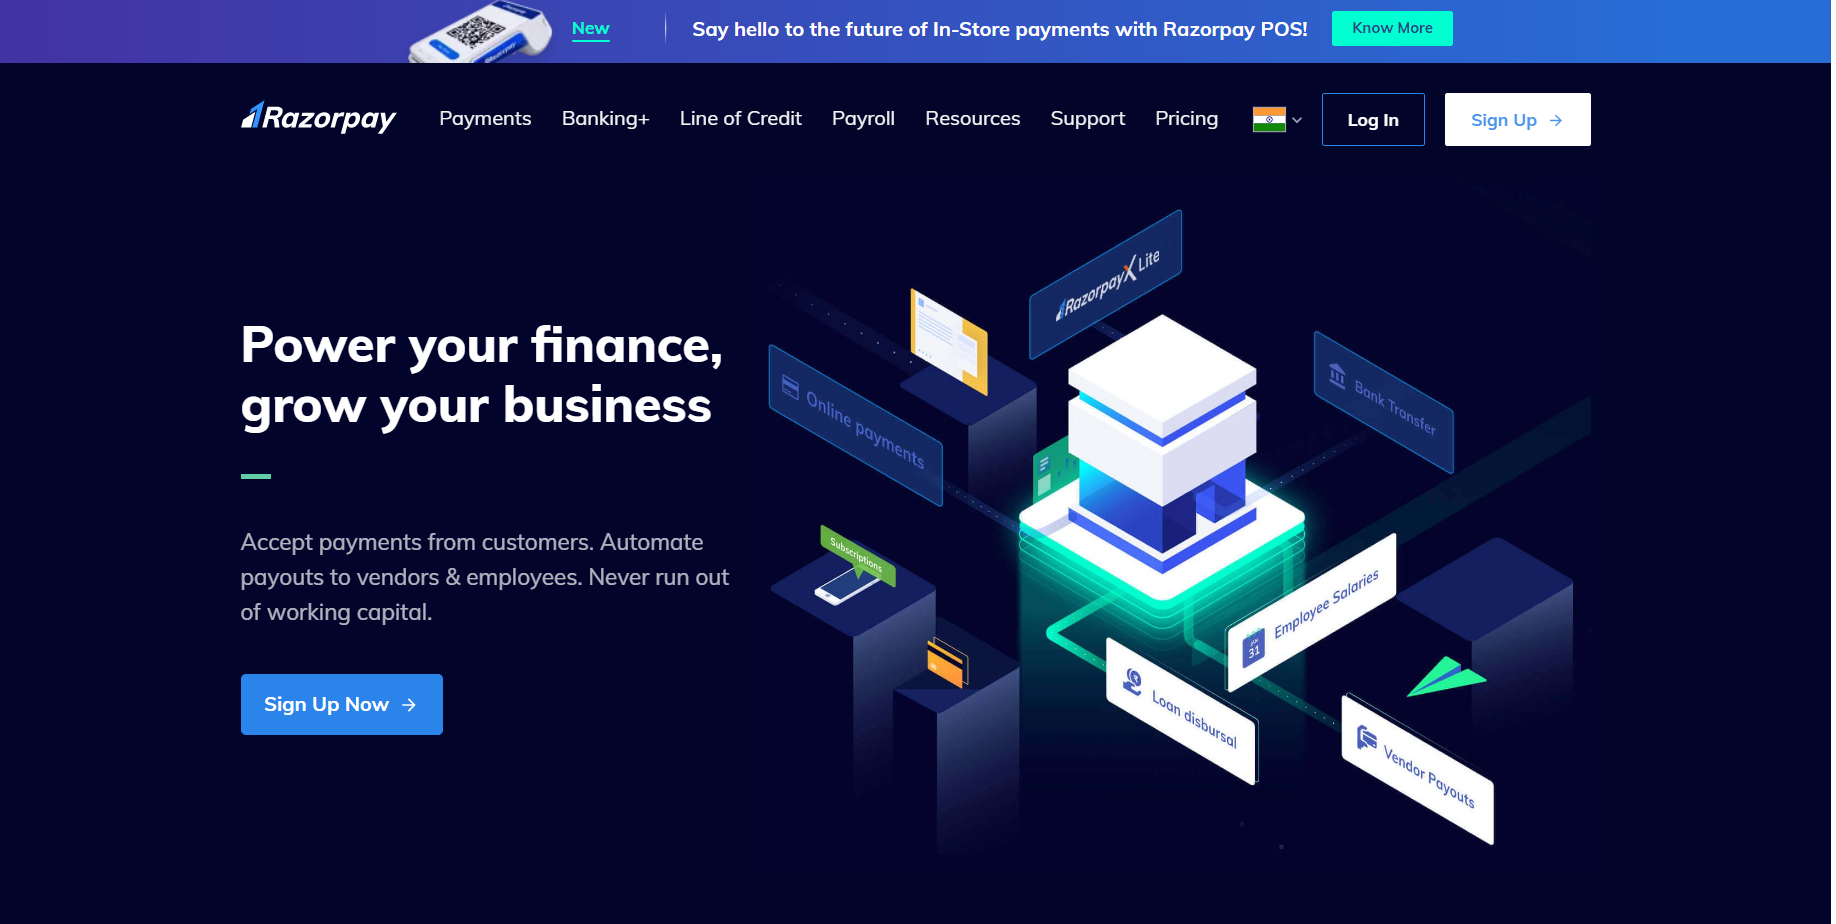 New
Say hello to the future of In-Store payments with Razorpay POS!
Know More
Razorpay
Payments
Banking+
Line of Credit
Payroll
Resources
Support
Pricing
Log In
Sign Up
Power your finance,
grow your business
Accept payments from customers. Automate
payouts to vendors & employees. Never run out
of working capital.
Sign Up Now
RazorpayX Lite
Online payments
Bank Transfer
Subscriptions
JAN
31
Employee Salaries
Loan disbursal
Vendor Payouts